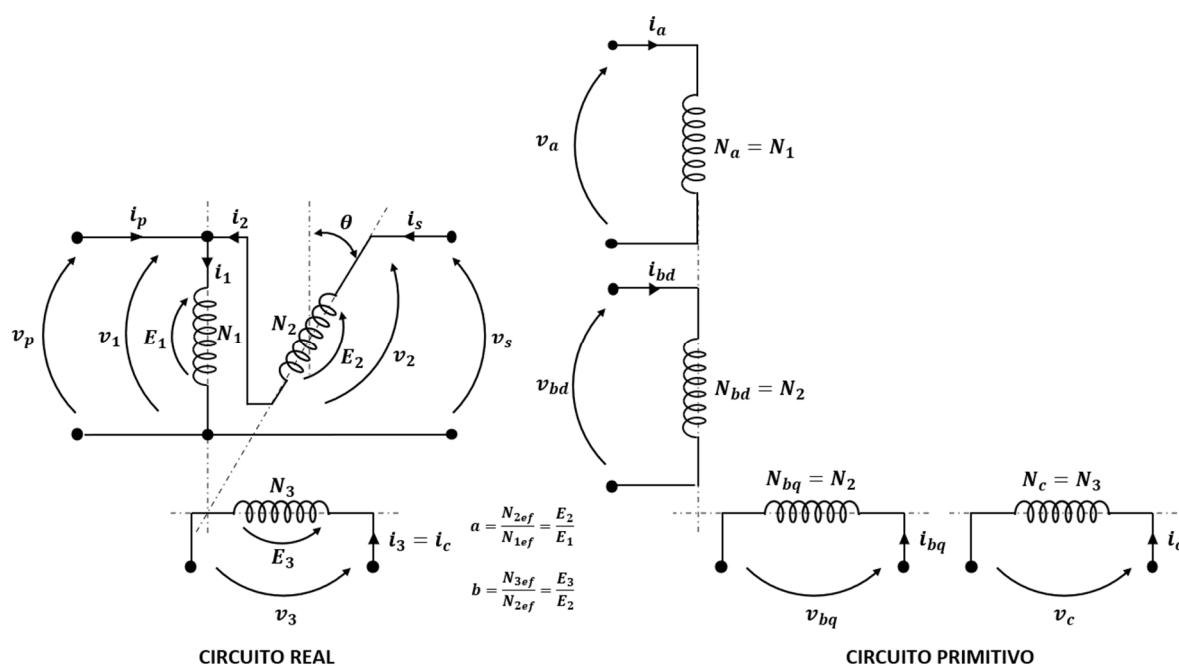 i_a
v_a
N_a = N_1
i_p
i_2
θ
i_s
i_1
v_p
v_1
E_1
N_1
N_2
E_2
v_2
v_s
i_bd
v_bd
N_bd = N_2
N_3
E_3
i_3 = i_c
v_3
a = N_2ef / N_1ef = E_2 / E_1
b = N_3ef / N_2ef = E_3 / E_2
N_bq = N_2
i_bq
v_bq
N_c = N_3
v_c
CIRCUITO REAL
CIRCUITO PRIMITIVO